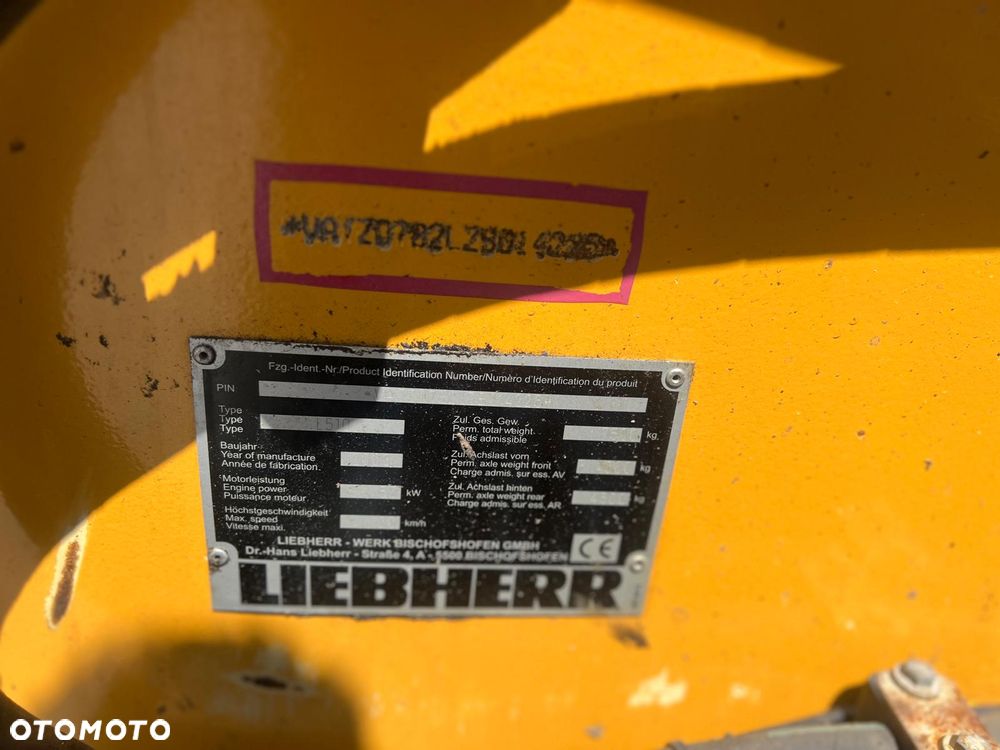 Fzg.-Ident.-Nr./Product Identification Number/Numéro d'Identification du produit
PIN
Type
Type
Type
L510
Baujahr
Year of manufacture
Année de fabrication.
Motorleistung
Engine power
Puissance moteur
kW
Höchstgeschwindigkeit
Max. speed
Vitesse maxi.
km/h
Zul. Ges. Gew.
Perm. total weight.
Poids admissible
kg
Zul. Achslast vorn
Perm. axle weight front
Charge admis. sur ess. AV
kg
Zul. Achslast hinten
Perm. axle weight rear
Charge admis. sur ess. AR
kg
LIEBHERR - WERK BISCHOFSHOFEN GMBH
Dr.-Hans Liebherr - Straße 4, A - 5500 BISCHOFSHOFEN
CE
LIEBHERR
OTOMOTO